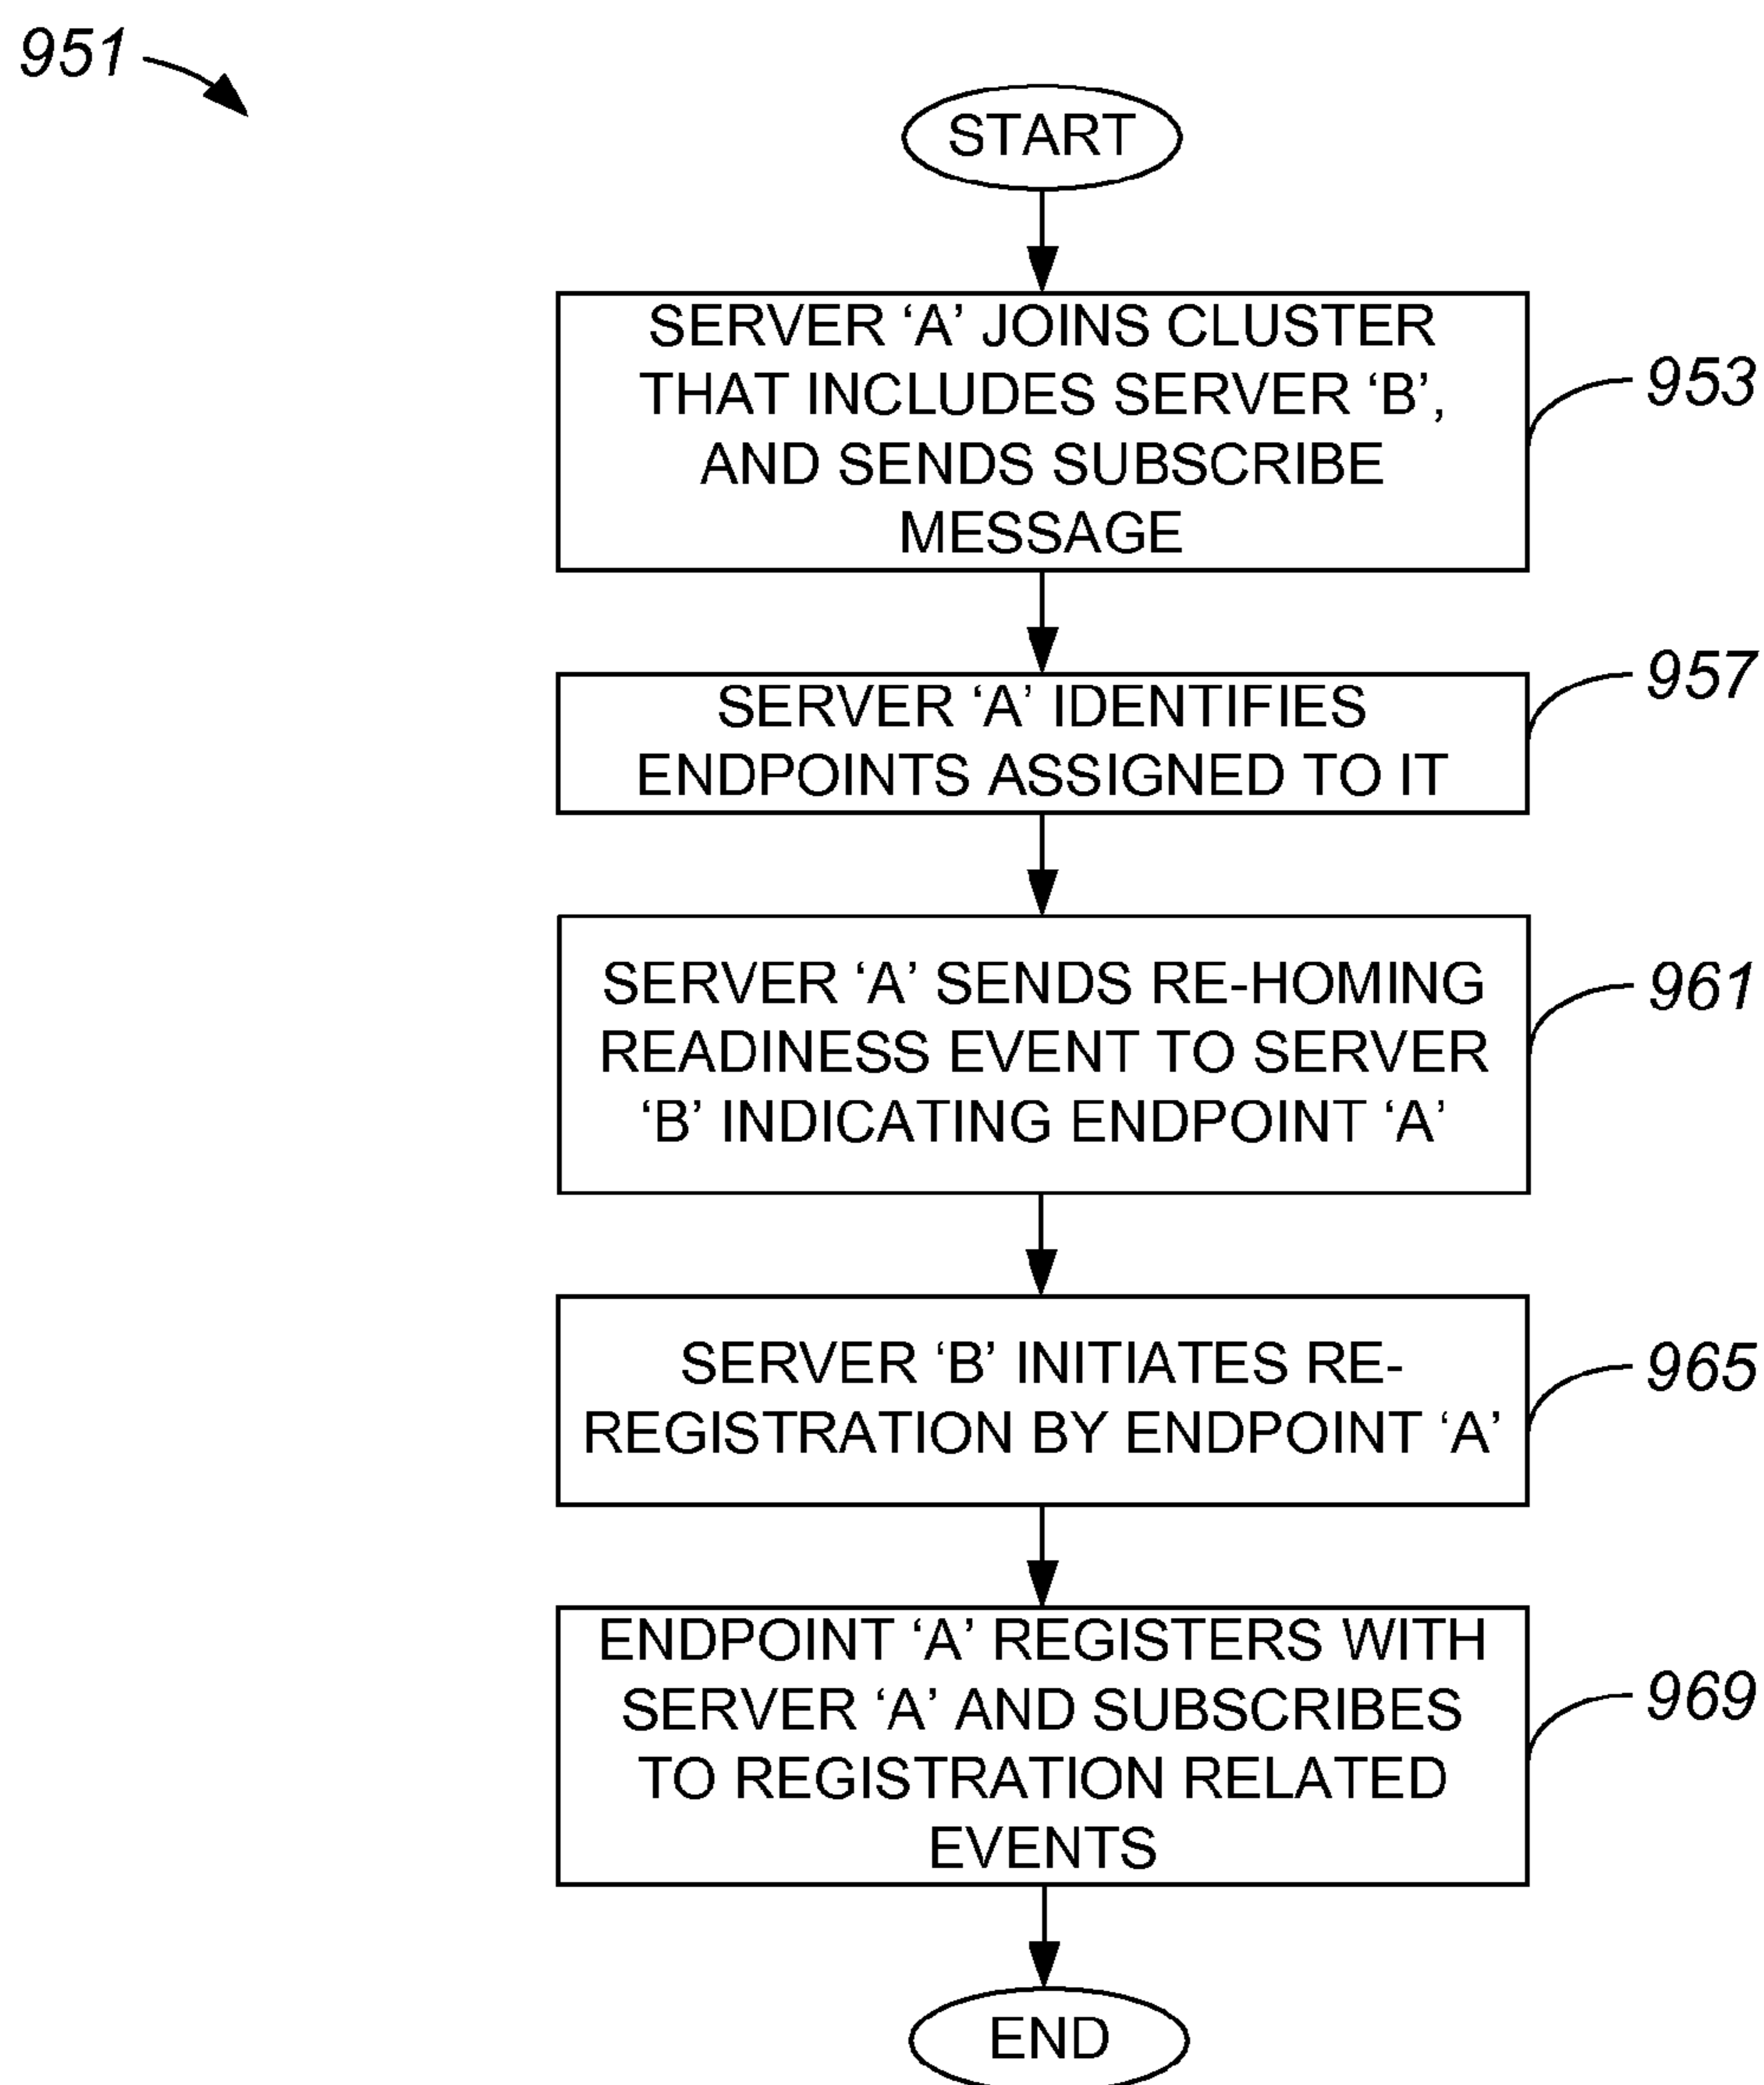 951
START
SERVER ‘A’ JOINS CLUSTER
THAT INCLUDES SERVER ‘B’,
AND SENDS SUBSCRIBE
MESSAGE
953
SERVER ‘A’ IDENTIFIES
ENDPOINTS ASSIGNED TO IT
957
SERVER ‘A’ SENDS RE-HOMING
READINESS EVENT TO SERVER
‘B’ INDICATING ENDPOINT ‘A’
961
SERVER ‘B’ INITIATES RE-
REGISTRATION BY ENDPOINT ‘A’
965
ENDPOINT ‘A’ REGISTERS WITH
SERVER ‘A’ AND SUBSCRIBES
TO REGISTRATION RELATED
EVENTS
969
END